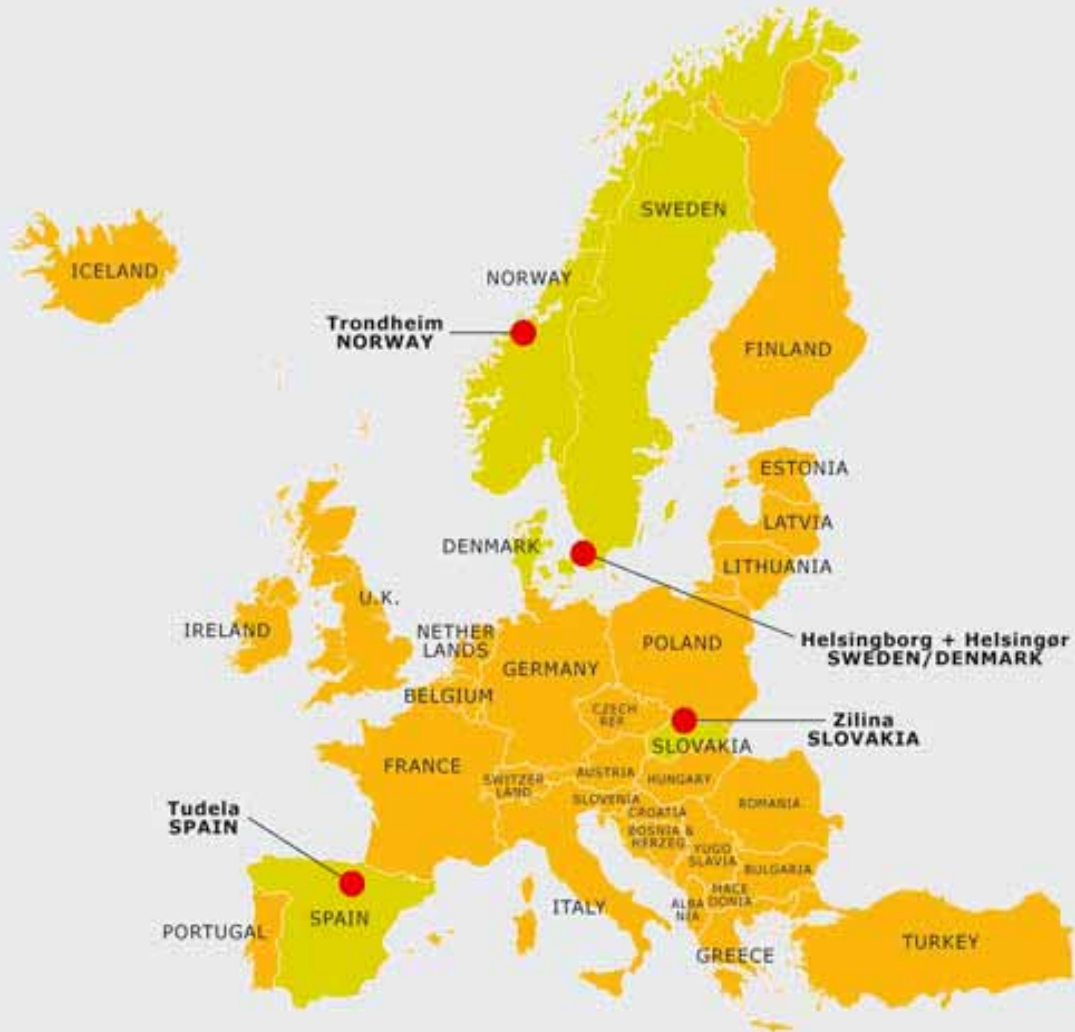 SWEDEN
ICELAND
NORWAY
Trondheim
NORWAY
FINLAND
ESTONIA
LATVIA
DENMARK
LITHUANIA
U.K.
IRELAND
NETHER
LANDS
POLAND
Helsingborg + Helsingør
SWEDEN/DENMARK
GERMANY
BELGIUM
CZECH
REP.
Zilina
SLOVAKIA
SLOVAKIA
FRANCE
SWITZER
LAND
AUSTRIA
HUNGARY
SLOVENIA
CROATIA
ROMANIA
Tudela
SPAIN
BOSNIA &
HERZEG
YUGO
SLAVIA
BULGARIA
MACE
DONIA
ALBA
NIA
ITALY
SPAIN
PORTUGAL
GREECE
TURKEY